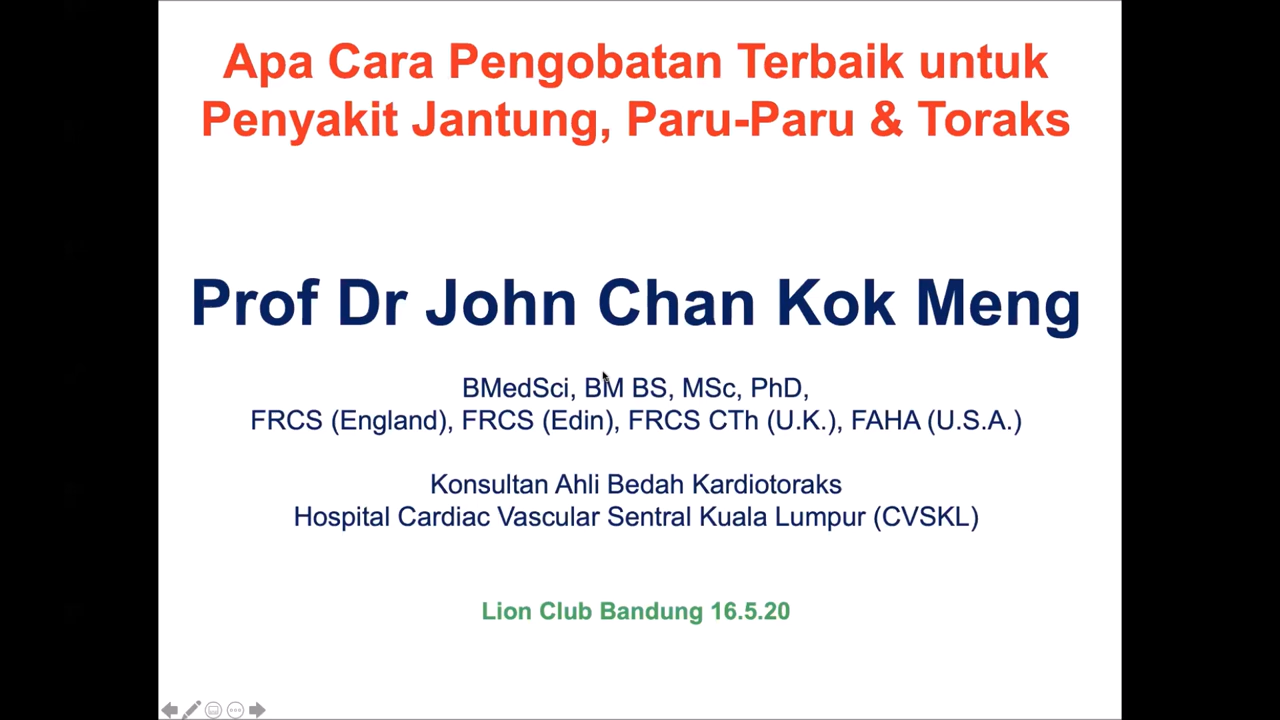 Apa Cara Pengobatan Terbaik untuk
Penyakit Jantung, Paru-Paru & Toraks
Prof Dr John Chan Kok Meng
BMedSci, BM BS, MSc, PhD,
FRCS (England), FRCS (Edin), FRCS CTh (U.K.), FAHA (U.S.A.)
Konsultan Ahli Bedah Kardiotoraks
Hospital Cardiac Vascular Sentral Kuala Lumpur (CVSKL)
Lion Club Bandung 16.5.20